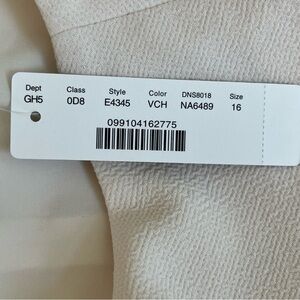 Dept Class Style Color DNS8018 Size
GH5 0D8 E4345 VCH NA6489 16
099104162775